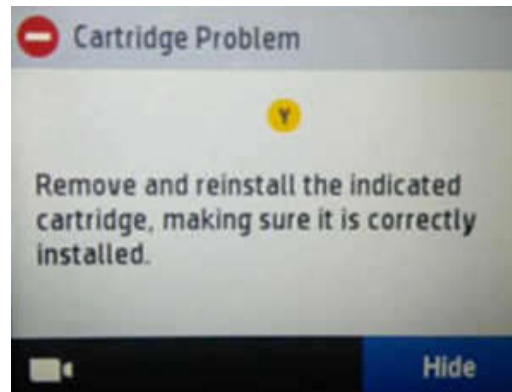 Cartridge Problem
Y
Remove and reinstall the indicated
cartridge, making sure it is correctly
installed.
Hide